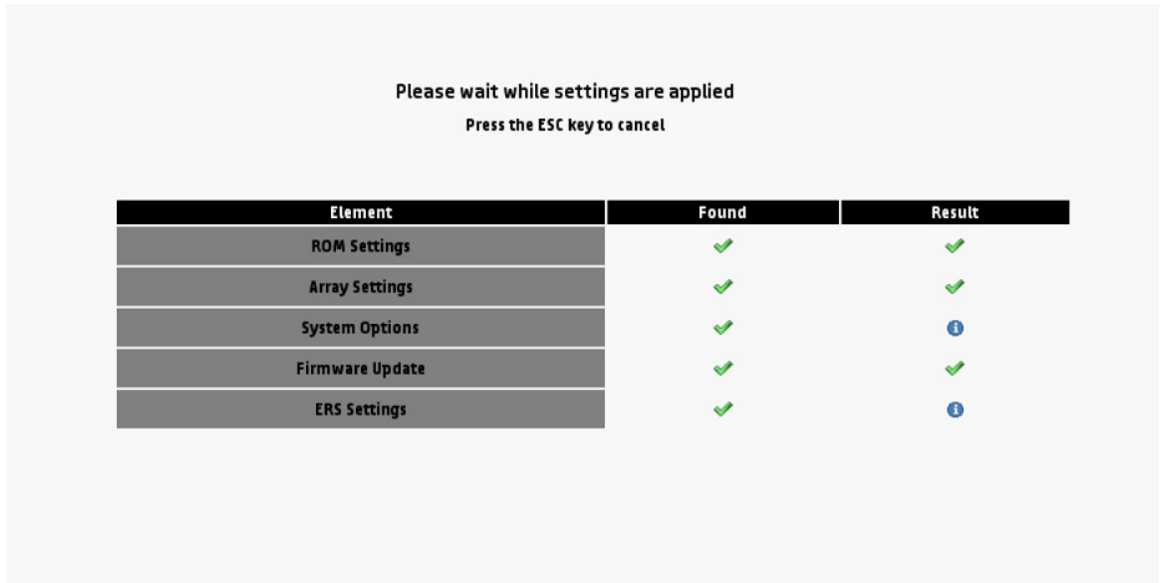 Please wait while settings are applied
Press the ESC key to cancel
Element Found Result
ROM Settings
Array Settings
System Options
Firmware Update
ERS Settings